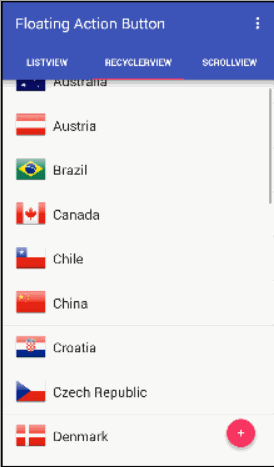 Floating Action Button
LISTVIEW RECYCLERVIEW SCROLLVIEW
Australia
Austria
Brazil
Canada
Chile
China
Croatia
Czech Republic
Denmark